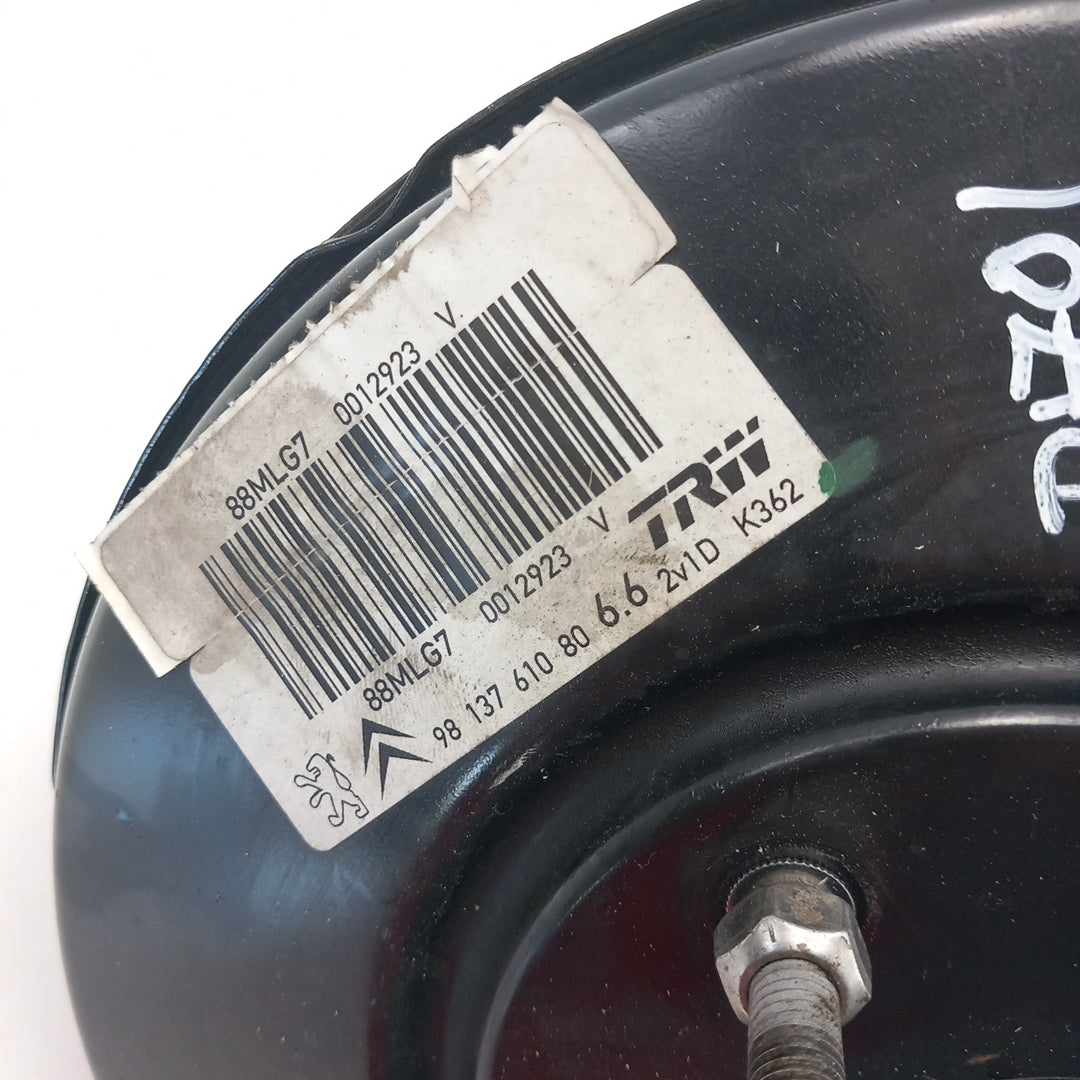 88MLG7 0012923 V
88MLG7 0012923 V
TRW
98 137 610 80 6.6 2v1D K362